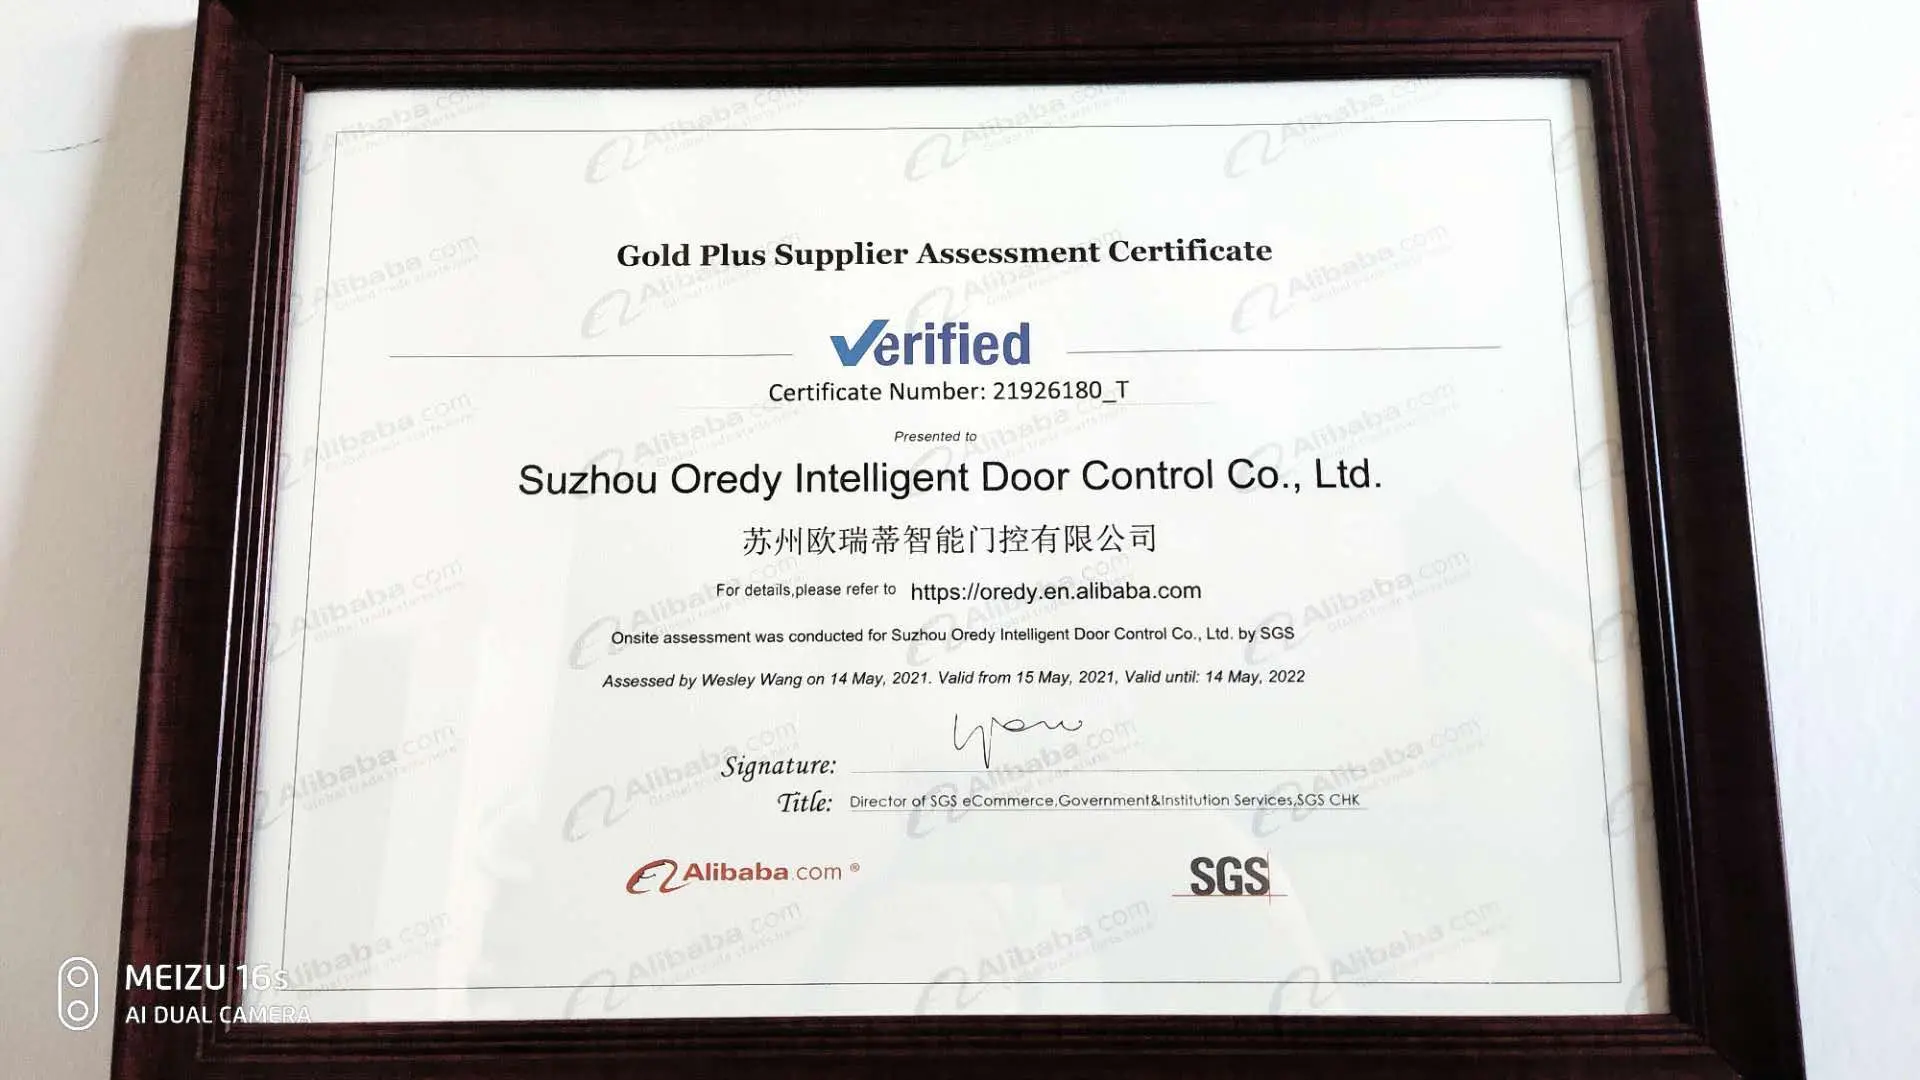 Gold Plus Supplier Assessment Certificate
Verified
Certificate Number: 21926180_T
Presented to
Suzhou Oredy Intelligent Door Control Co., Ltd.
苏州欧瑞蒂智能门控有限公司
For details,please refer to https://oredy.en.alibaba.com
Onsite assessment was conducted for Suzhou Oredy Intelligent Door Control Co., Ltd. by SGS
Assessed by Wesley Wang on 14 May, 2021. Valid from 15 May, 2021, Valid until: 14 May, 2022
Signature:
Title: Director of SGS eCommerce,Government&Institution Services,SGS CHK
Alibaba.com ®
SGS
MEIZU 16s
AI DUAL CAMERA